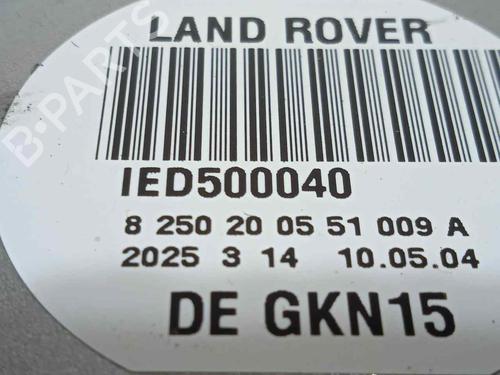 LAND ROVER
IED500040
8 250 20 05 51 009 A
2025 3 14 10.05.04
DE GKN15
B-PARTS